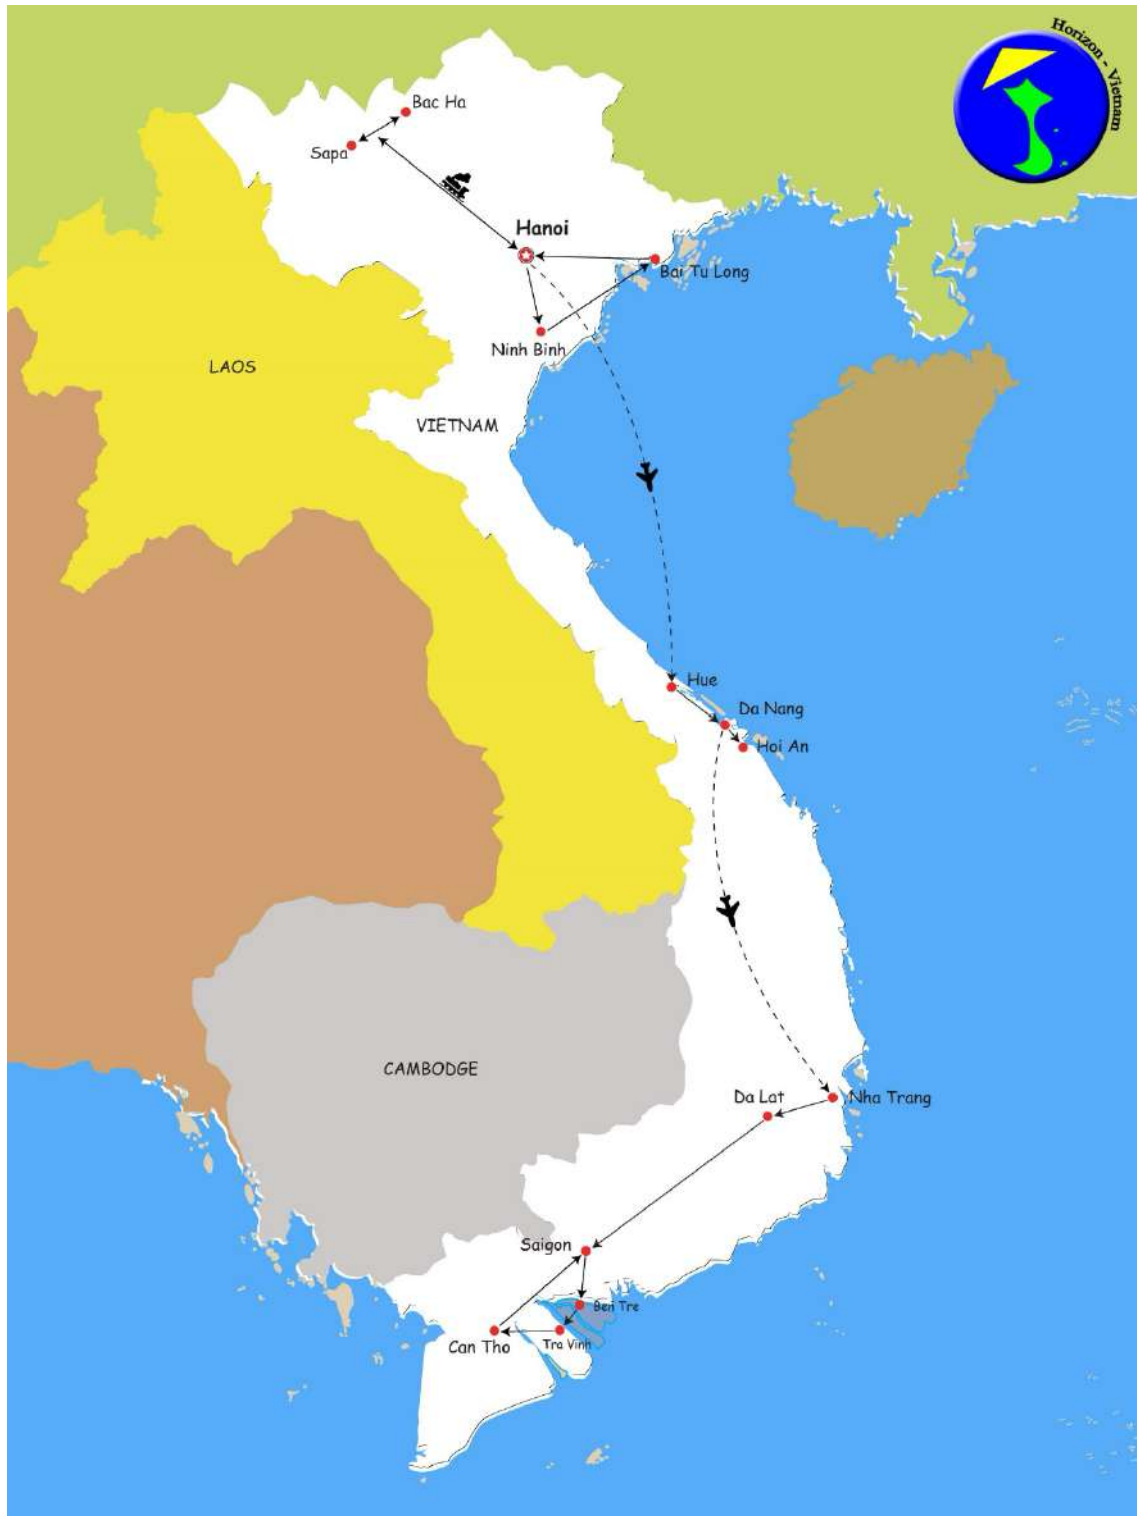 Horizon - Vietnam
Bac Ha
Sapa
Hanoi
Bai Tu Long
Ninh Binh
LAOS
VIETNAM
Hue
Da Nang
Hoi An
CAMBODGE
Da Lat
Nha Trang
Saigon
Ben Tre
Can Tho
Tra Vinh